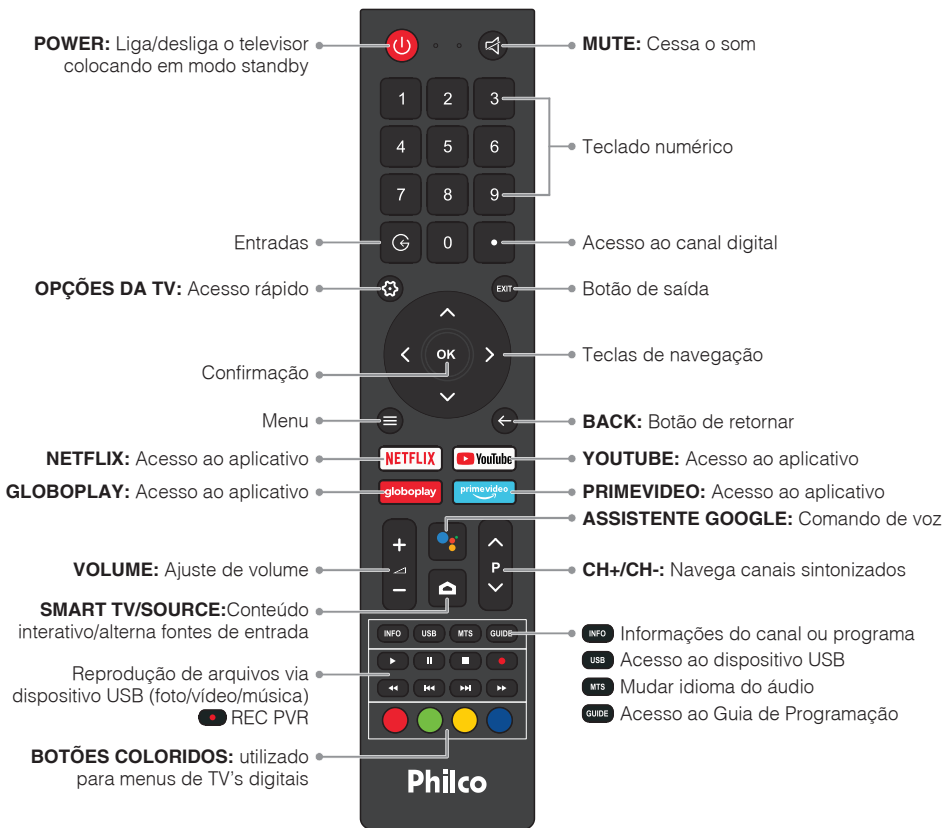 POWER: Liga/desliga o televisor
colocando em modo standby
MUTE: Cessa o som
1 2 3
4 5 6
Teclado numérico
7 8 9
Entradas
0
Acesso ao canal digital
OPÇÕES DA TV: Acesso rápido
EXIT
Botão de saída
OK
Teclas de navegação
Confirmação
Menu
BACK: Botão de retornar
NETFLIX: Acesso ao aplicativo
NETFLIX
YouTube
YOUTUBE: Acesso ao aplicativo
GLOBOPLAY: Acesso ao aplicativo
globoplay
primevideo
PRIMEVIDEO: Acesso ao aplicativo
ASSISTENTE GOOGLE: Comando de voz
+
P
VOLUME: Ajuste de volume
CH+/CH-: Navega canais sintonizados
−
SMART TV/SOURCE:Conteúdo
interativo/alterna fontes de entrada
INFO USB MTS GUIDE
INFO Informações do canal ou programa
USB Acesso ao dispositivo USB
MTS Mudar idioma do áudio
GUIDE Acesso ao Guia de Programação
Reprodução de arquivos via
dispositivo USB (foto/vídeo/música)
REC PVR
BOTÕES COLORIDOS: utilizado
para menus de TV's digitais
Philco